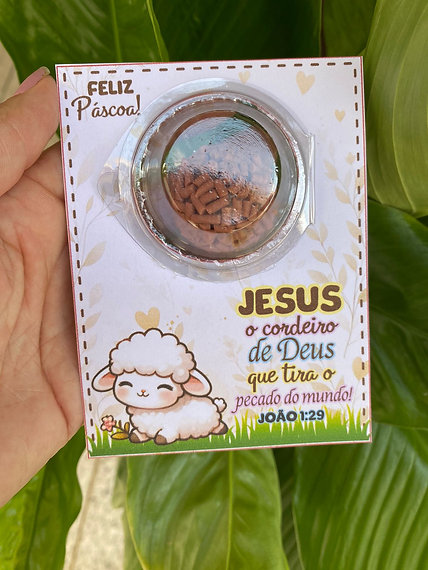 FELIZ
Páscoa!
JESUS
o cordeiro
de Deus
que tira o
pecado do mundo!
JOÃO 1:29